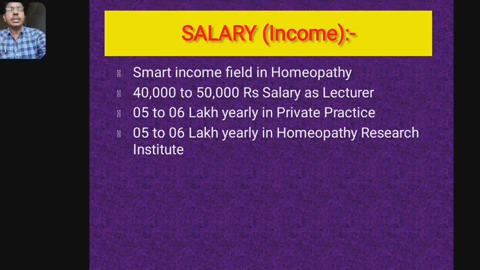 SALARY (Income):-
Smart income field in Homeopathy
40,000 to 50,000 Rs Salary as Lecturer
05 to 06 Lakh yearly in Private Practice
05 to 06 Lakh yearly in Homeopathy Research
Institute